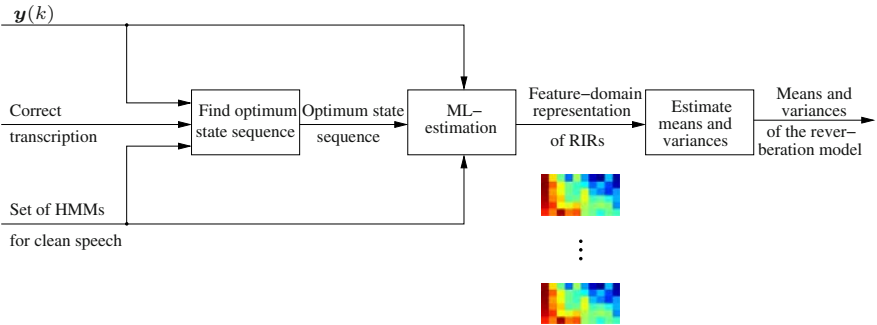 y(k)
Correct
transcription
Find optimum
state sequence
Optimum state
sequence
ML−
estimation
Feature−domain
representation
of RIRs
Estimate
means and
variances
Means and
variances
of the rever−
beration model
Set of HMMs
for clean speech